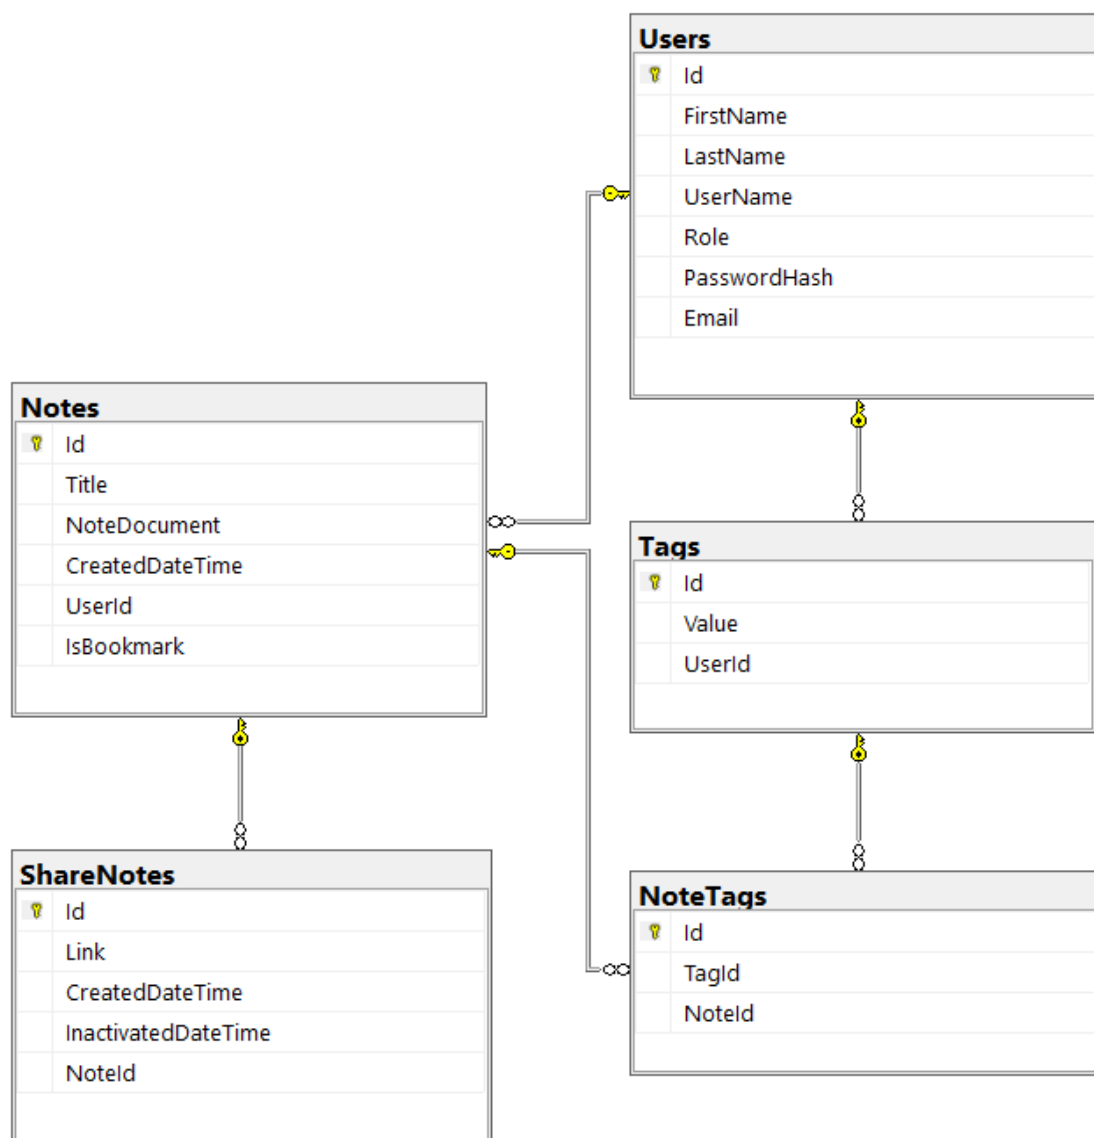 Users
Id
FirstName
LastName
UserName
Role
PasswordHash
Email
Notes
Id
Title
NoteDocument
CreatedDateTime
UserId
IsBookmark
Tags
Id
Value
UserId
ShareNotes
Id
Link
CreatedDateTime
InactivatedDateTime
NoteId
NoteTags
Id
TagId
NoteId